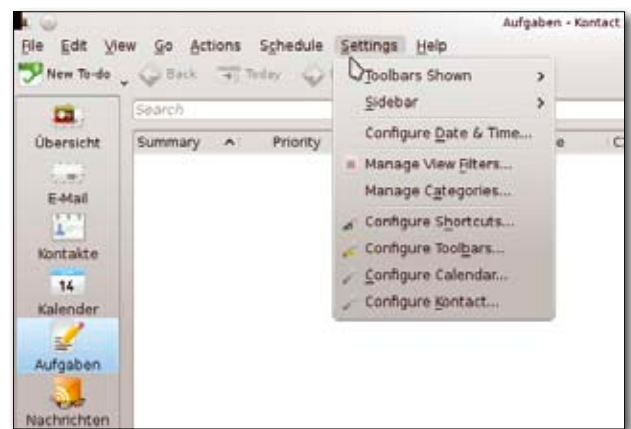 Aufgaben - Kontact
File Edit View Go Actions Schedule Settings Help
New To-do Back Today
Toolbars Shown
Sidebar
Configure Date & Time...
Manage View Filters...
Manage Categories...
Configure Shortcuts...
Configure Toolbars...
Configure Calendar...
Configure Kontact...
Search
Summary Priority e C
Übersicht
E-Mail
Kontakte
14
Kalender
Aufgaben
Nachrichten